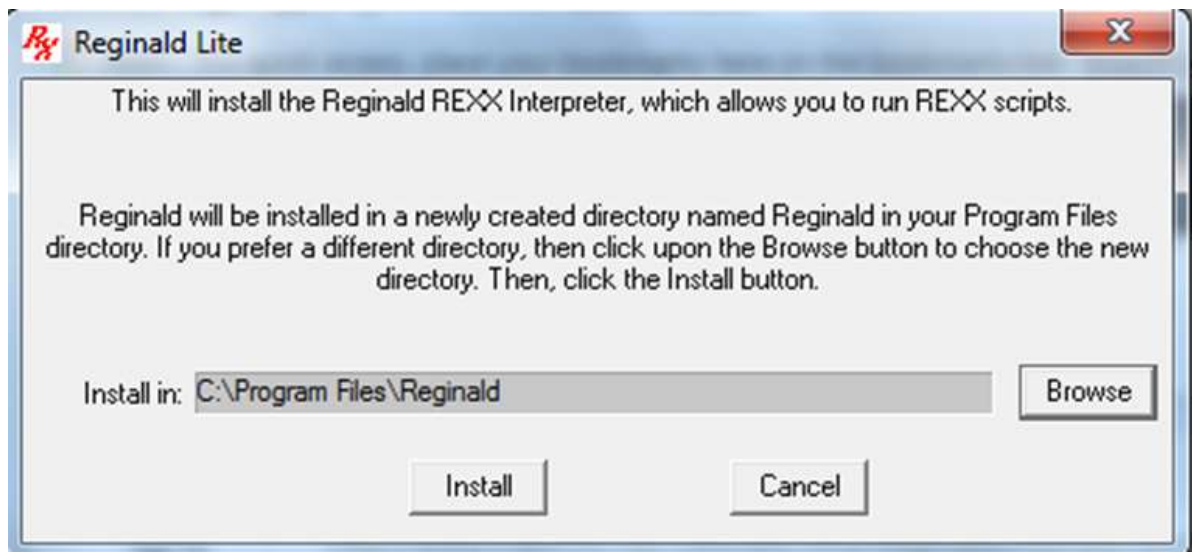 Rx Reginald Lite
This will install the Reginald REXX Interpreter, which allows you to run REXX scripts.
Reginald will be installed in a newly created directory named Reginald in your Program Files
directory. If you prefer a different directory, then click upon the Browse button to choose the new
directory. Then, click the Install button.
Install in: C:\Program Files\Reginald Browse
Install Cancel